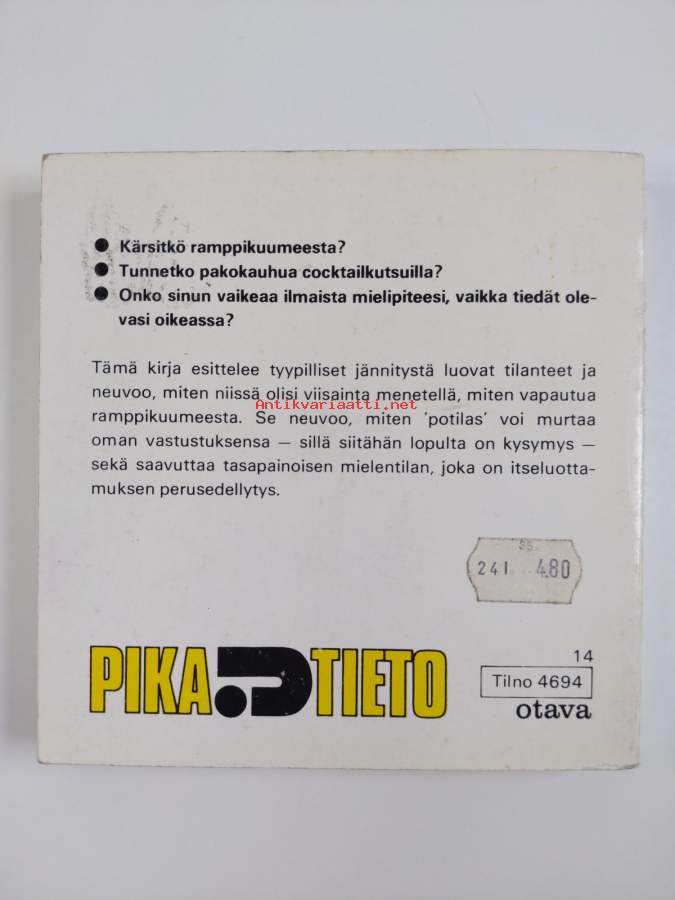 ● Kärsitkö ramppikuumeesta?
● Tunnetko pakokauhua cocktailkutsuilla?
● Onko sinun vaikeaa ilmaista mielipiteesi, vaikka tiedät ole-
vasi oikeassa?
Tämä kirja esittelee tyypilliset jännitystä luovat tilanteet ja
neuvoo, miten niissä olisi viisainta menetellä, miten vapautua
Antikvariaatti.net
ramppikuumeesta. Se neuvoo, miten 'potilas' voi murtaa
oman vastustuksensa — sillä siitähän lopulta on kysymys —
sekä saavuttaa tasapainoisen mielentilan, joka on itseluotta-
muksen perusedellytys.
SS
241 4.80
PIKA?TIETO
14
Tilno 4694
otava